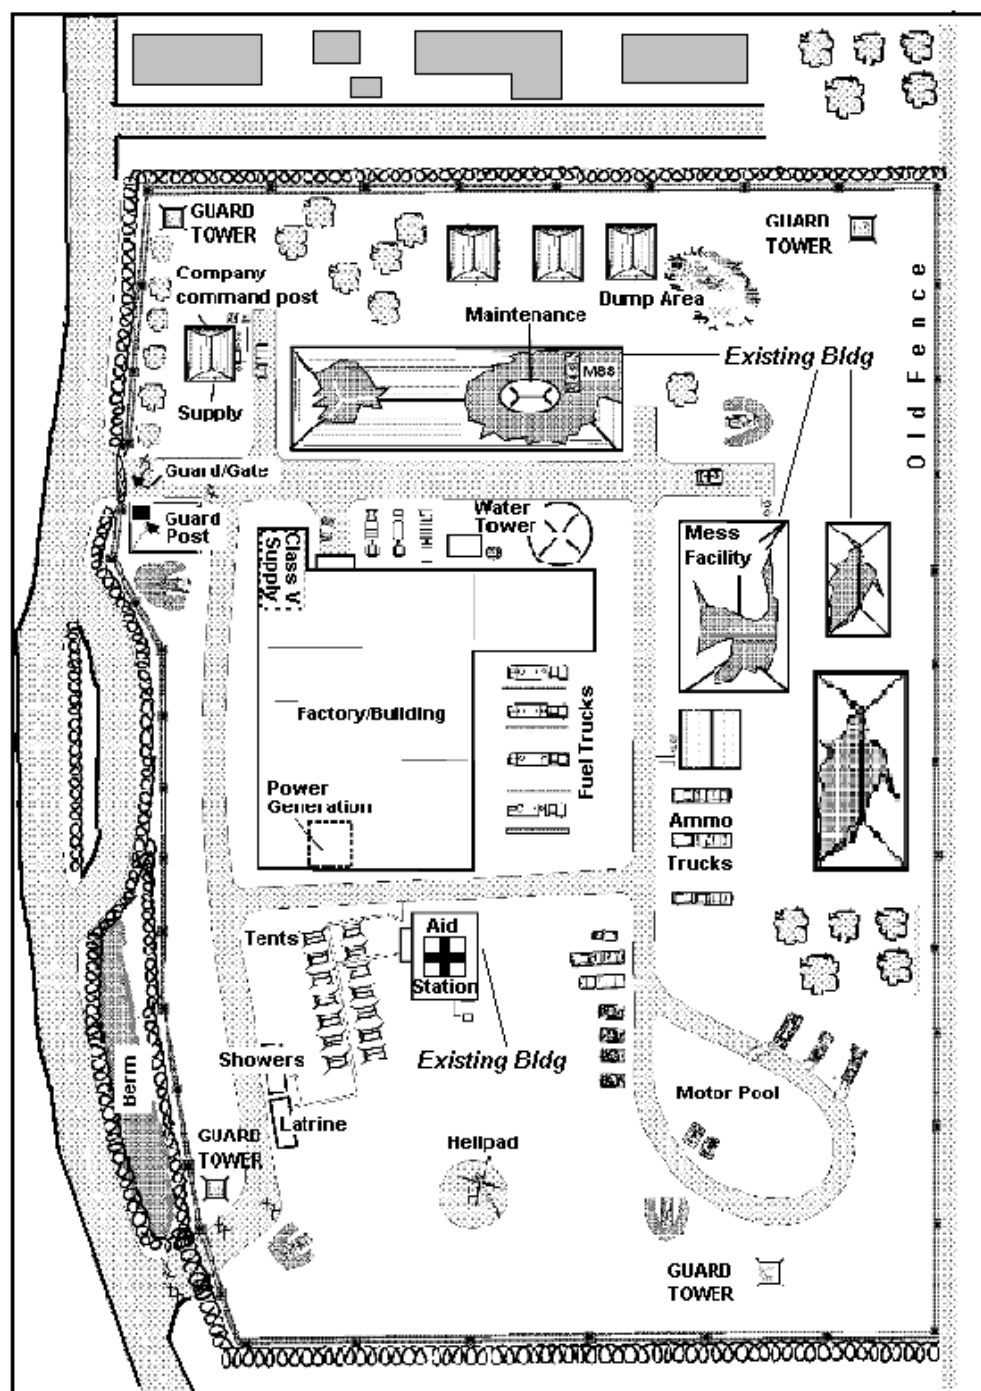 GUARD
TOWER
GUARD
TOWER
Company
command post
Dump Area
Maintenance
Existing Bldg
M88
Supply
Old Fence
Guard/Gate
Guard
Post
Water
Tower
Class V
Supply
Mess
Facility
Factory/Building
Fuel Trucks
Power
Generation
Ammo
Trucks
Tents
Aid
Station
Existing Bldg
Showers
Berm
Latrine
Motor Pool
GUARD
TOWER
Helipad
GUARD
TOWER